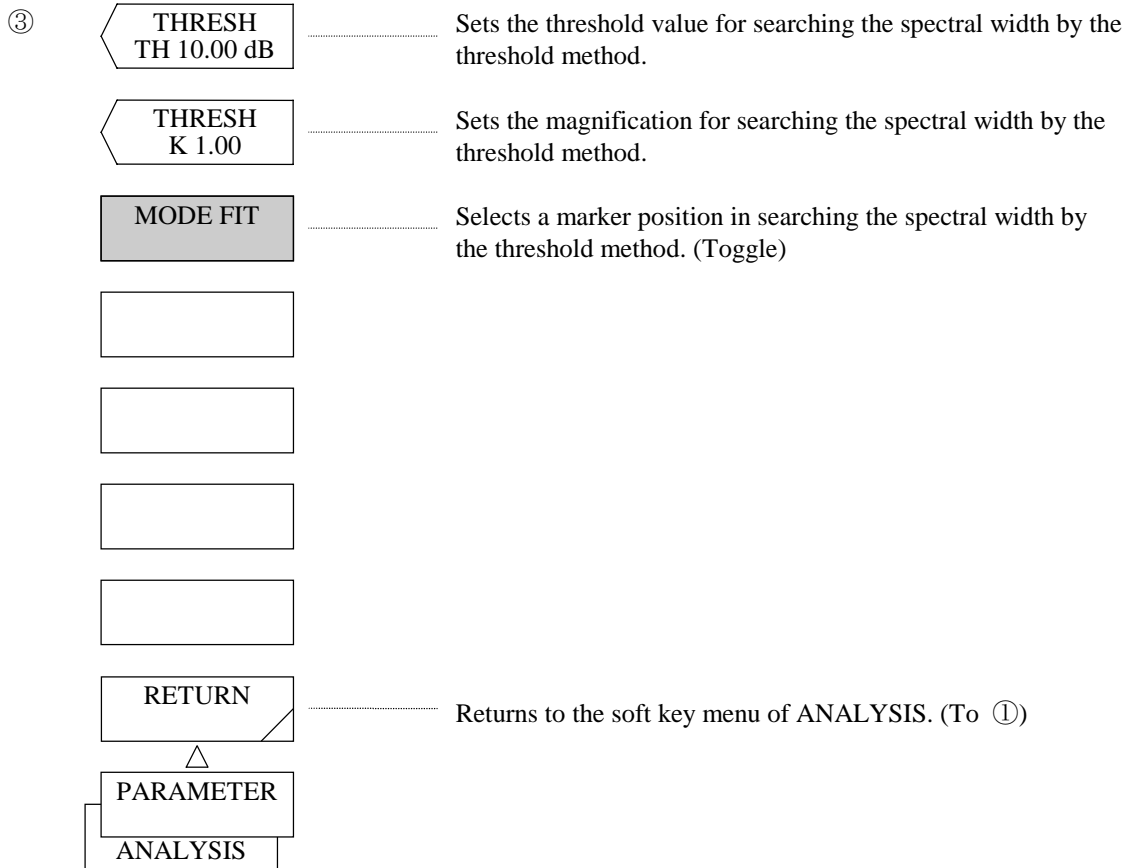 ③
THRESH
TH 10.00 dB
Sets the threshold value for searching the spectral width by the
threshold method.
THRESH
K 1.00
Sets the magnification for searching the spectral width by the
threshold method.
MODE FIT
Selects a marker position in searching the spectral width by
the threshold method. (Toggle)
RETURN
Returns to the soft key menu of ANALYSIS. (To ①)
PARAMETER
ANALYSIS